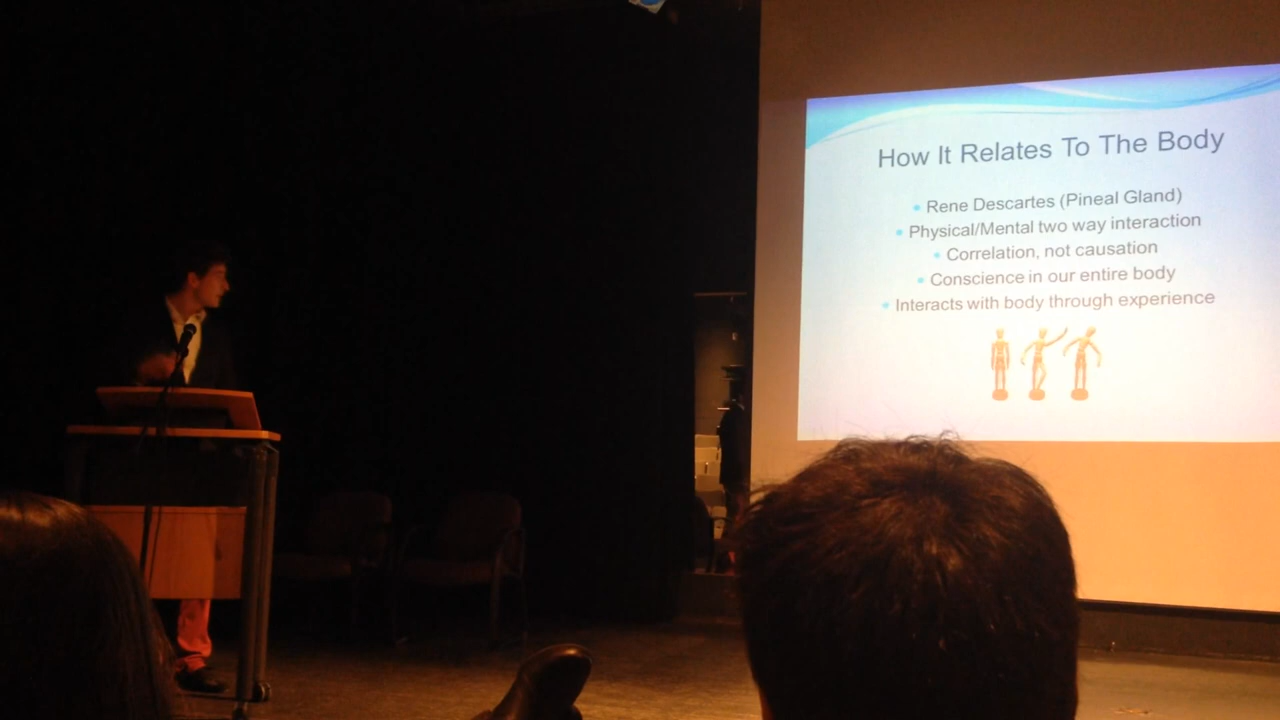 How It Relates To The Body
Rene Descartes (Pineal Gland)
Physical/Mental two way interaction
Correlation, not causation
Conscience in our entire body
Interacts with body through experience